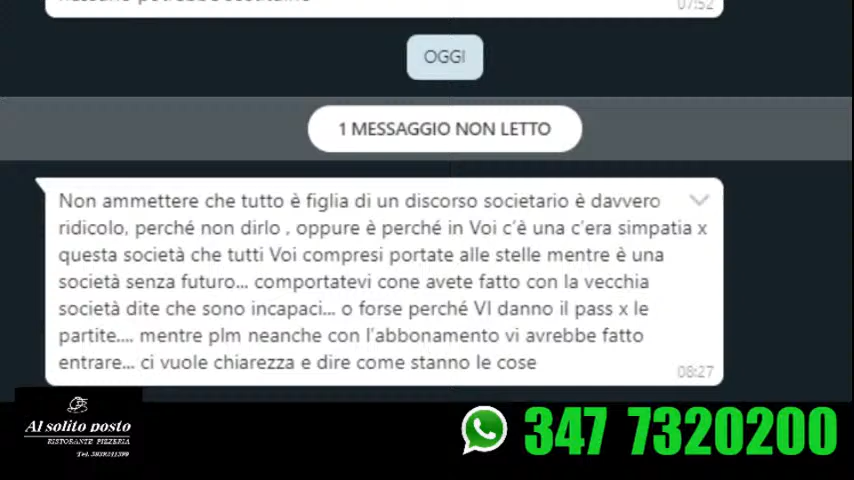 07:52
OGGI
1 MESSAGGIO NON LETTO
Non ammettere che tutto è figlia di un discorso societario è davvero
ridicolo, perché non dirlo , oppure è perché in Voi c'è una c'era simpatia x
questa società che tutti Voi compresi portate alle stelle mentre è una
società senza futuro... comportatevi cone avete fatto con la vecchia
società dite che sono incapaci... o forse perché VI danno il pass x le
partite.... mentre plm neanche con l'abbonamento vi avrebbe fatto
entrare... ci vuole chiarezza e dire come stanno le cose
08:27
Al solito posto
RISTORANTE PIZZERIA
347 7320200